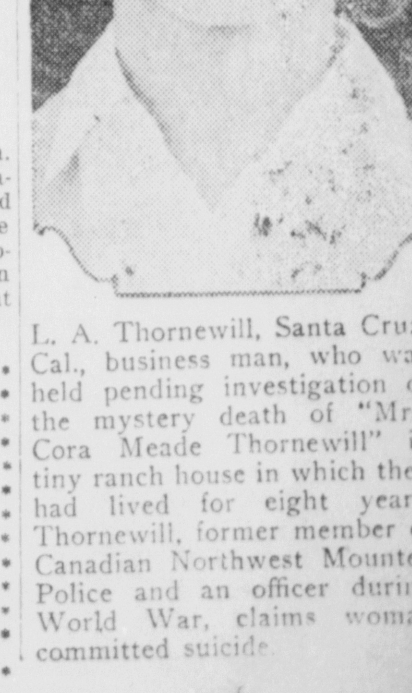 L. A. Thornewill, Santa Cruz
Cal., business man, who wa
held pending investigation o
the mystery death of "Mr
Cora Meade Thornewill" i
tiny ranch house in which the
had lived for eight year
Thornewill, former member o
Canadian Northwest Mounte
Police and an officer durin
World War, claims woma
committed suicide.